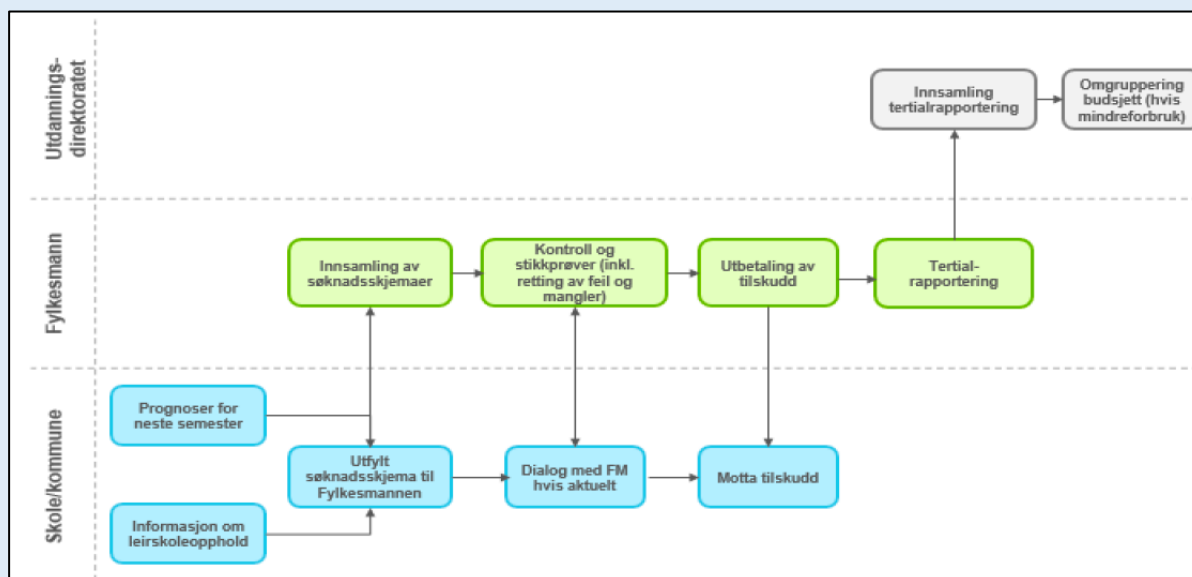 Utdannings-
direktoratet
Innsamling
tertialrapportering
Omgruppering
budsjett (hvis
mindreforbruk)
Fylkesmann
Innsamling av
søknadsskjemaer
Kontroll og
stikkprøver (inkl.
retting av feil og
mangler)
Utbetaling av
tilskudd
Tertial-
rapportering
Skole/kommune
Prognoser for
neste semester
Utfylt
søknadsskjema til
Fylkesmannen
Dialog med FM
hvis aktuelt
Motta tilskudd
Informasjon om
leirskoleopphold